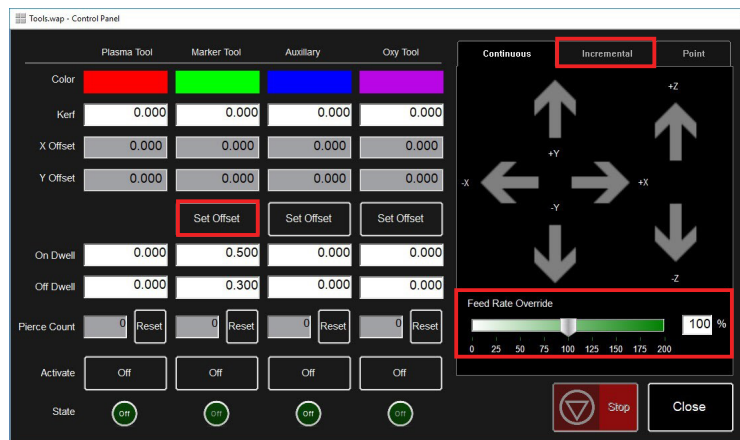 Tools.wap - Control Panel
Plasma Tool Marker Tool Auxillary Oxy Tool
Color
Kerf 0.000 0.000 0.000 0.000
X Offset 0.000 0.000 0.000 0.000
Y Offset 0.000 0.000 0.000 0.000
Set Offset Set Offset Set Offset
On Dwell 0.000 0.500 0.000 0.000
Off Dwell 0.000 0.300 0.000 0.000
Pierce Count 0 Reset 0 Reset 0 Reset 0 Reset
Activate Off Off Off Off
State Off Off Off Off
Continuous Incremental Point
+Z
+Y
-X +X
-Y
-Z
Feed Rate Override
100 %
0 25 50 75 100 125 150 175 200
Stop Close